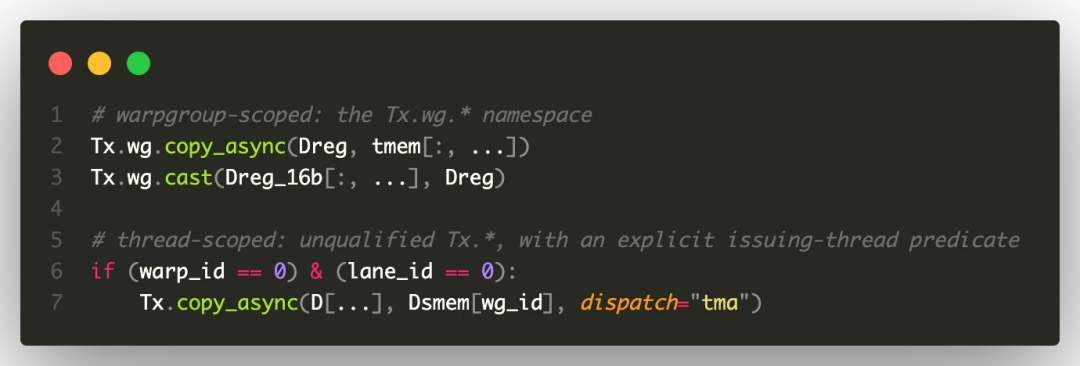 1 # warpgroup-scoped: the Tx.wg.* namespace
2 Tx.wg.copy_async(Dreg, tmem[:, ...])
3 Tx.wg.cast(Dreg_16b[:, ...], Dreg)
4
5 # thread-scoped: unqualified Tx.*, with an explicit issuing-thread predicate
6 if (warp_id == 0) & (lane_id == 0):
7     Tx.copy_async(D[...], Dsmem[wg_id], dispatch="tma")